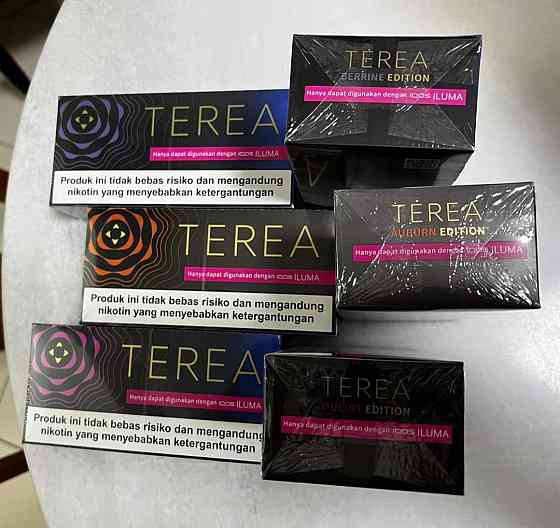 TEREA
Hanya dapat digunakan dengan IQOS ILUMA
Produk ini tidak bebas risiko dan mengandung
nikotin yang menyebabkan ketergantungan
TEREA
BERRINE EDITION
Hanya dapat digunakan dengan IQOS ILUMA
TEREA
Hanya dapat digunakan dengan IQOS ILUMA
Produk ini tidak bebas risiko dan mengandung
nikotin yang menyebabkan ketergantungan
TEREA
AUBURN EDITION
Hanya dapat digunakan dengan IQOS ILUMA
TEREA
Hanya dapat digunakan dengan IQOS ILUMA
Produk ini tidak bebas risiko dan mengandung
nikotin yang menyebabkan ketergantungan
TEREA
EDITION
Hanya dapat digunakan dengan IQOS ILUMA